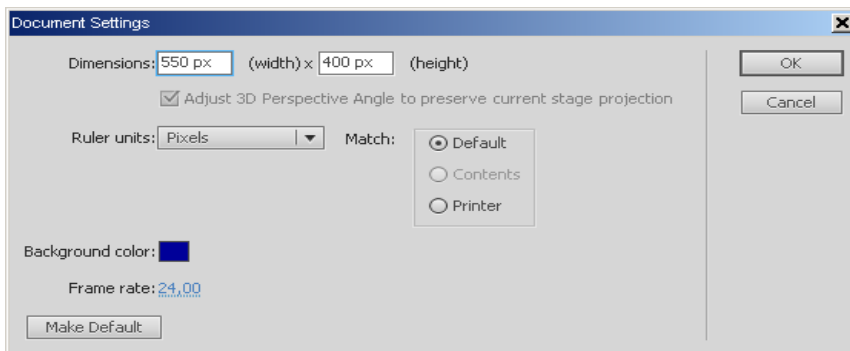 Document Settings
Dimensions: 550 px (width) x 400 px (height)
OK
Adjust 3D Perspective Angle to preserve current stage projection
Cancel
Ruler units: Pixels Match: Default
Contents
Printer
Background color:
Frame rate: 24,00
Make Default